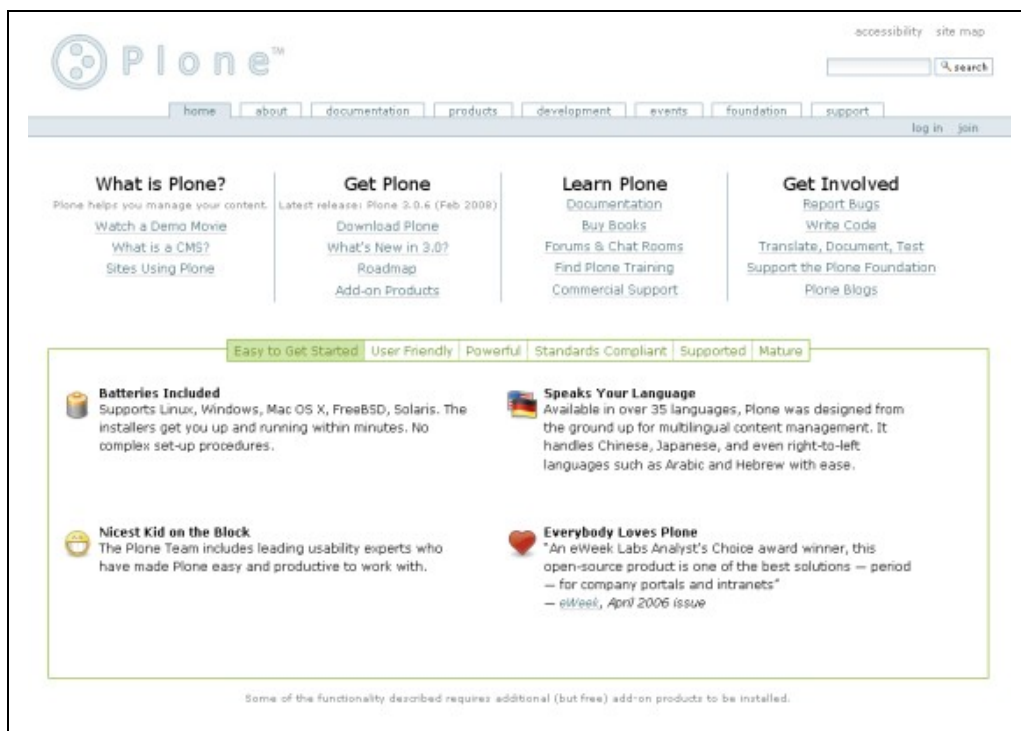 accessibility site map
Plone™
search
home about documentation products development events foundation support
log in join
What is Plone?
Plone helps you manage your content.
Watch a Demo Movie
What is a CMS?
Sites Using Plone
Get Plone
Latest release: Plone 3.0.6 (Feb 2008)
Download Plone
What's New in 3.0?
Roadmap
Add-on Products
Learn Plone
Documentation
Buy Books
Forums & Chat Rooms
Find Plone Training
Commercial Support
Get Involved
Report Bugs
Write Code
Translate, Document, Test
Support the Plone Foundation
Plone Blogs
Easy to Get Started User Friendly Powerful Standards Compliant Supported Mature
Batteries Included
Supports Linux, Windows, Mac OS X, FreeBSD, Solaris. The
installers get you up and running within minutes. No
complex set-up procedures.
Speaks Your Language
Available in over 35 languages, Plone was designed from
the ground up for multilingual content management. It
handles Chinese, Japanese, and even right-to-left
languages such as Arabic and Hebrew with ease.
Nicest Kid on the Block
The Plone Team includes leading usability experts who
have made Plone easy and productive to work with.
Everybody Loves Plone
"An eWeek Labs Analyst's Choice award winner, this
open-source product is one of the best solutions — period
— for company portals and intranets"
— eWeek, April 2006 issue
Some of the functionality described requires additional (but free) add-on products to be installed.